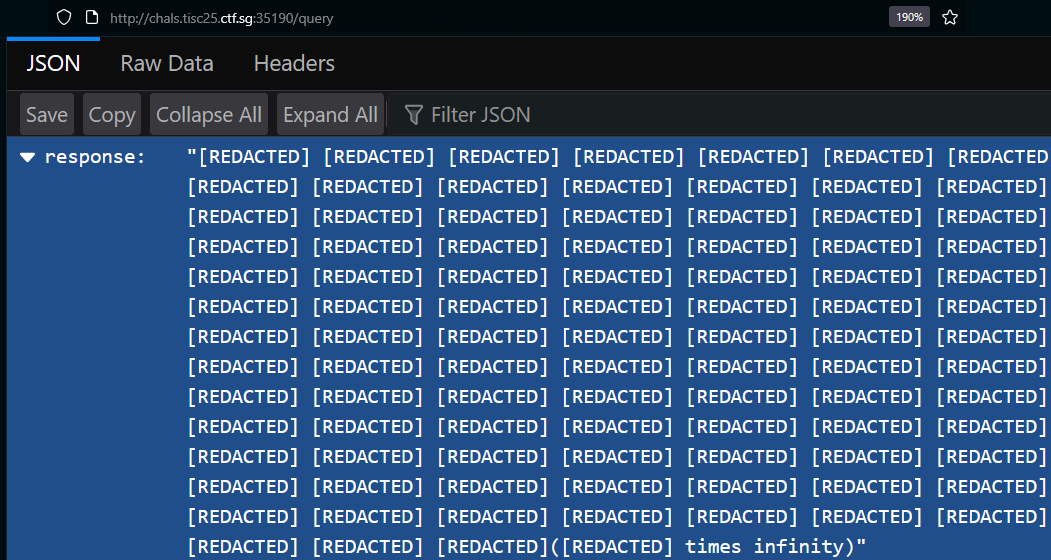 http://chals.tisc25.ctf.sg:35190/query
190%
JSON Raw Data Headers
Save Copy Collapse All Expand All Filter JSON
response: "[REDACTED] [REDACTED] [REDACTED] [REDACTED] [REDACTED] [REDACTED] [REDACTED
[REDACTED] [REDACTED] [REDACTED] [REDACTED] [REDACTED] [REDACTED] [REDACTED]
[REDACTED] [REDACTED] [REDACTED] [REDACTED] [REDACTED] [REDACTED] [REDACTED]
[REDACTED] [REDACTED] [REDACTED] [REDACTED] [REDACTED] [REDACTED] [REDACTED]
[REDACTED] [REDACTED] [REDACTED] [REDACTED] [REDACTED] [REDACTED] [REDACTED]
[REDACTED] [REDACTED] [REDACTED] [REDACTED] [REDACTED] [REDACTED] [REDACTED]
[REDACTED] [REDACTED] [REDACTED] [REDACTED] [REDACTED] [REDACTED] [REDACTED]
[REDACTED] [REDACTED] [REDACTED] [REDACTED] [REDACTED] [REDACTED] [REDACTED]
[REDACTED] [REDACTED] [REDACTED] [REDACTED] [REDACTED] [REDACTED] [REDACTED]
[REDACTED] [REDACTED] [REDACTED] [REDACTED] [REDACTED] [REDACTED] [REDACTED]
[REDACTED] [REDACTED] [REDACTED] [REDACTED] [REDACTED] [REDACTED] [REDACTED]
[REDACTED] [REDACTED] [REDACTED] [REDACTED] [REDACTED] [REDACTED] [REDACTED]
[REDACTED] [REDACTED] [REDACTED] [REDACTED] [REDACTED] [REDACTED] [REDACTED]
[REDACTED] [REDACTED] [REDACTED]([REDACTED] times infinity)"